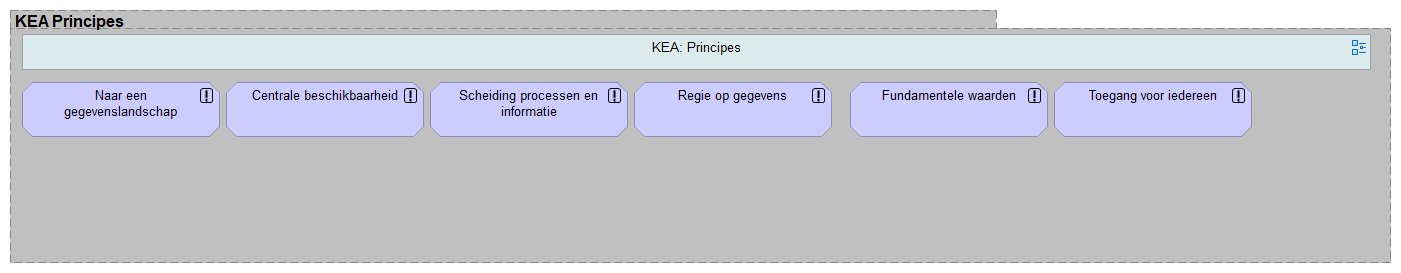 KEA Principes
KEA: Principes
Naar een
gegevenslandschap
Centrale beschikbaarheid
Scheiding processen en
informatie
Regie op gegevens
Fundamentele waarden
Toegang voor iedereen